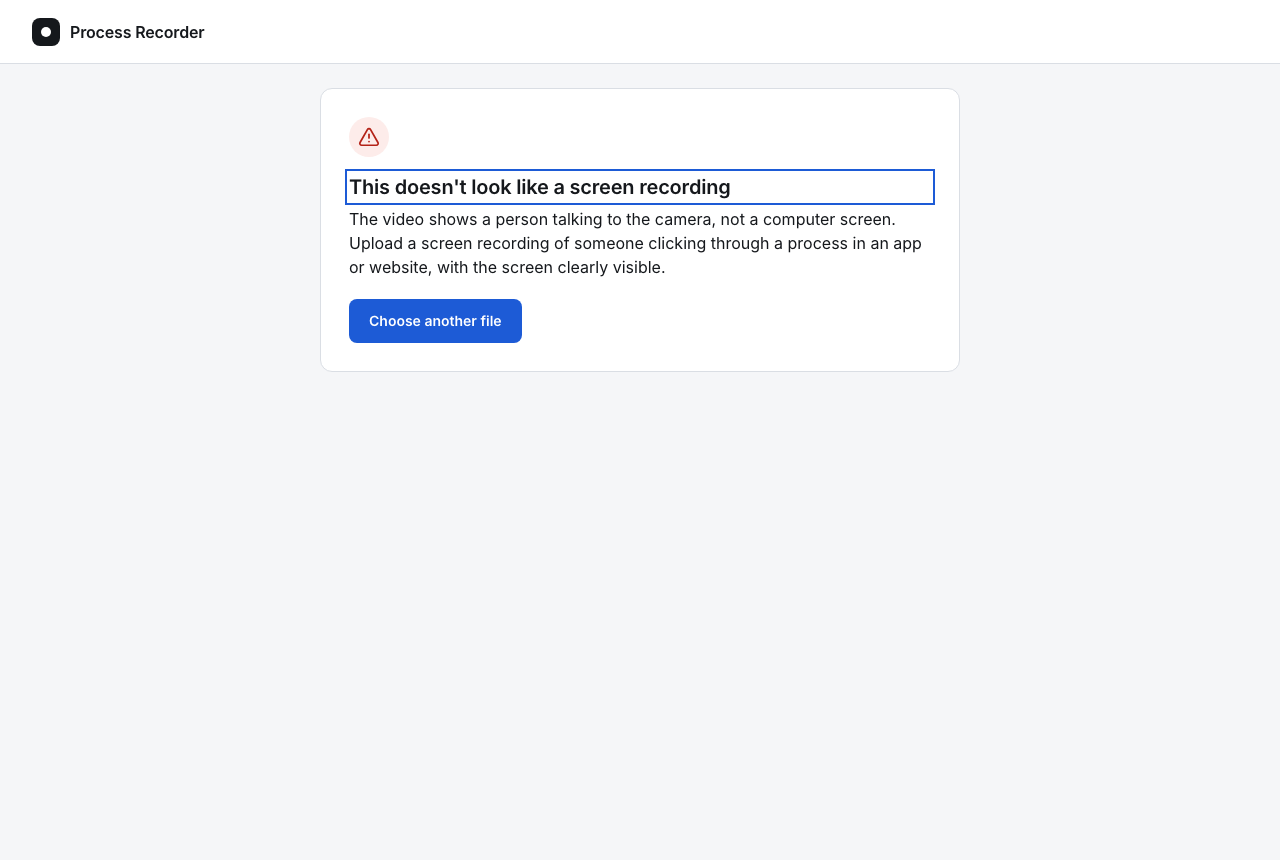 Process Recorder
This doesn't look like a screen recording
The video shows a person talking to the camera, not a computer screen.
Upload a screen recording of someone clicking through a process in an app
or website, with the screen clearly visible.
Choose another file